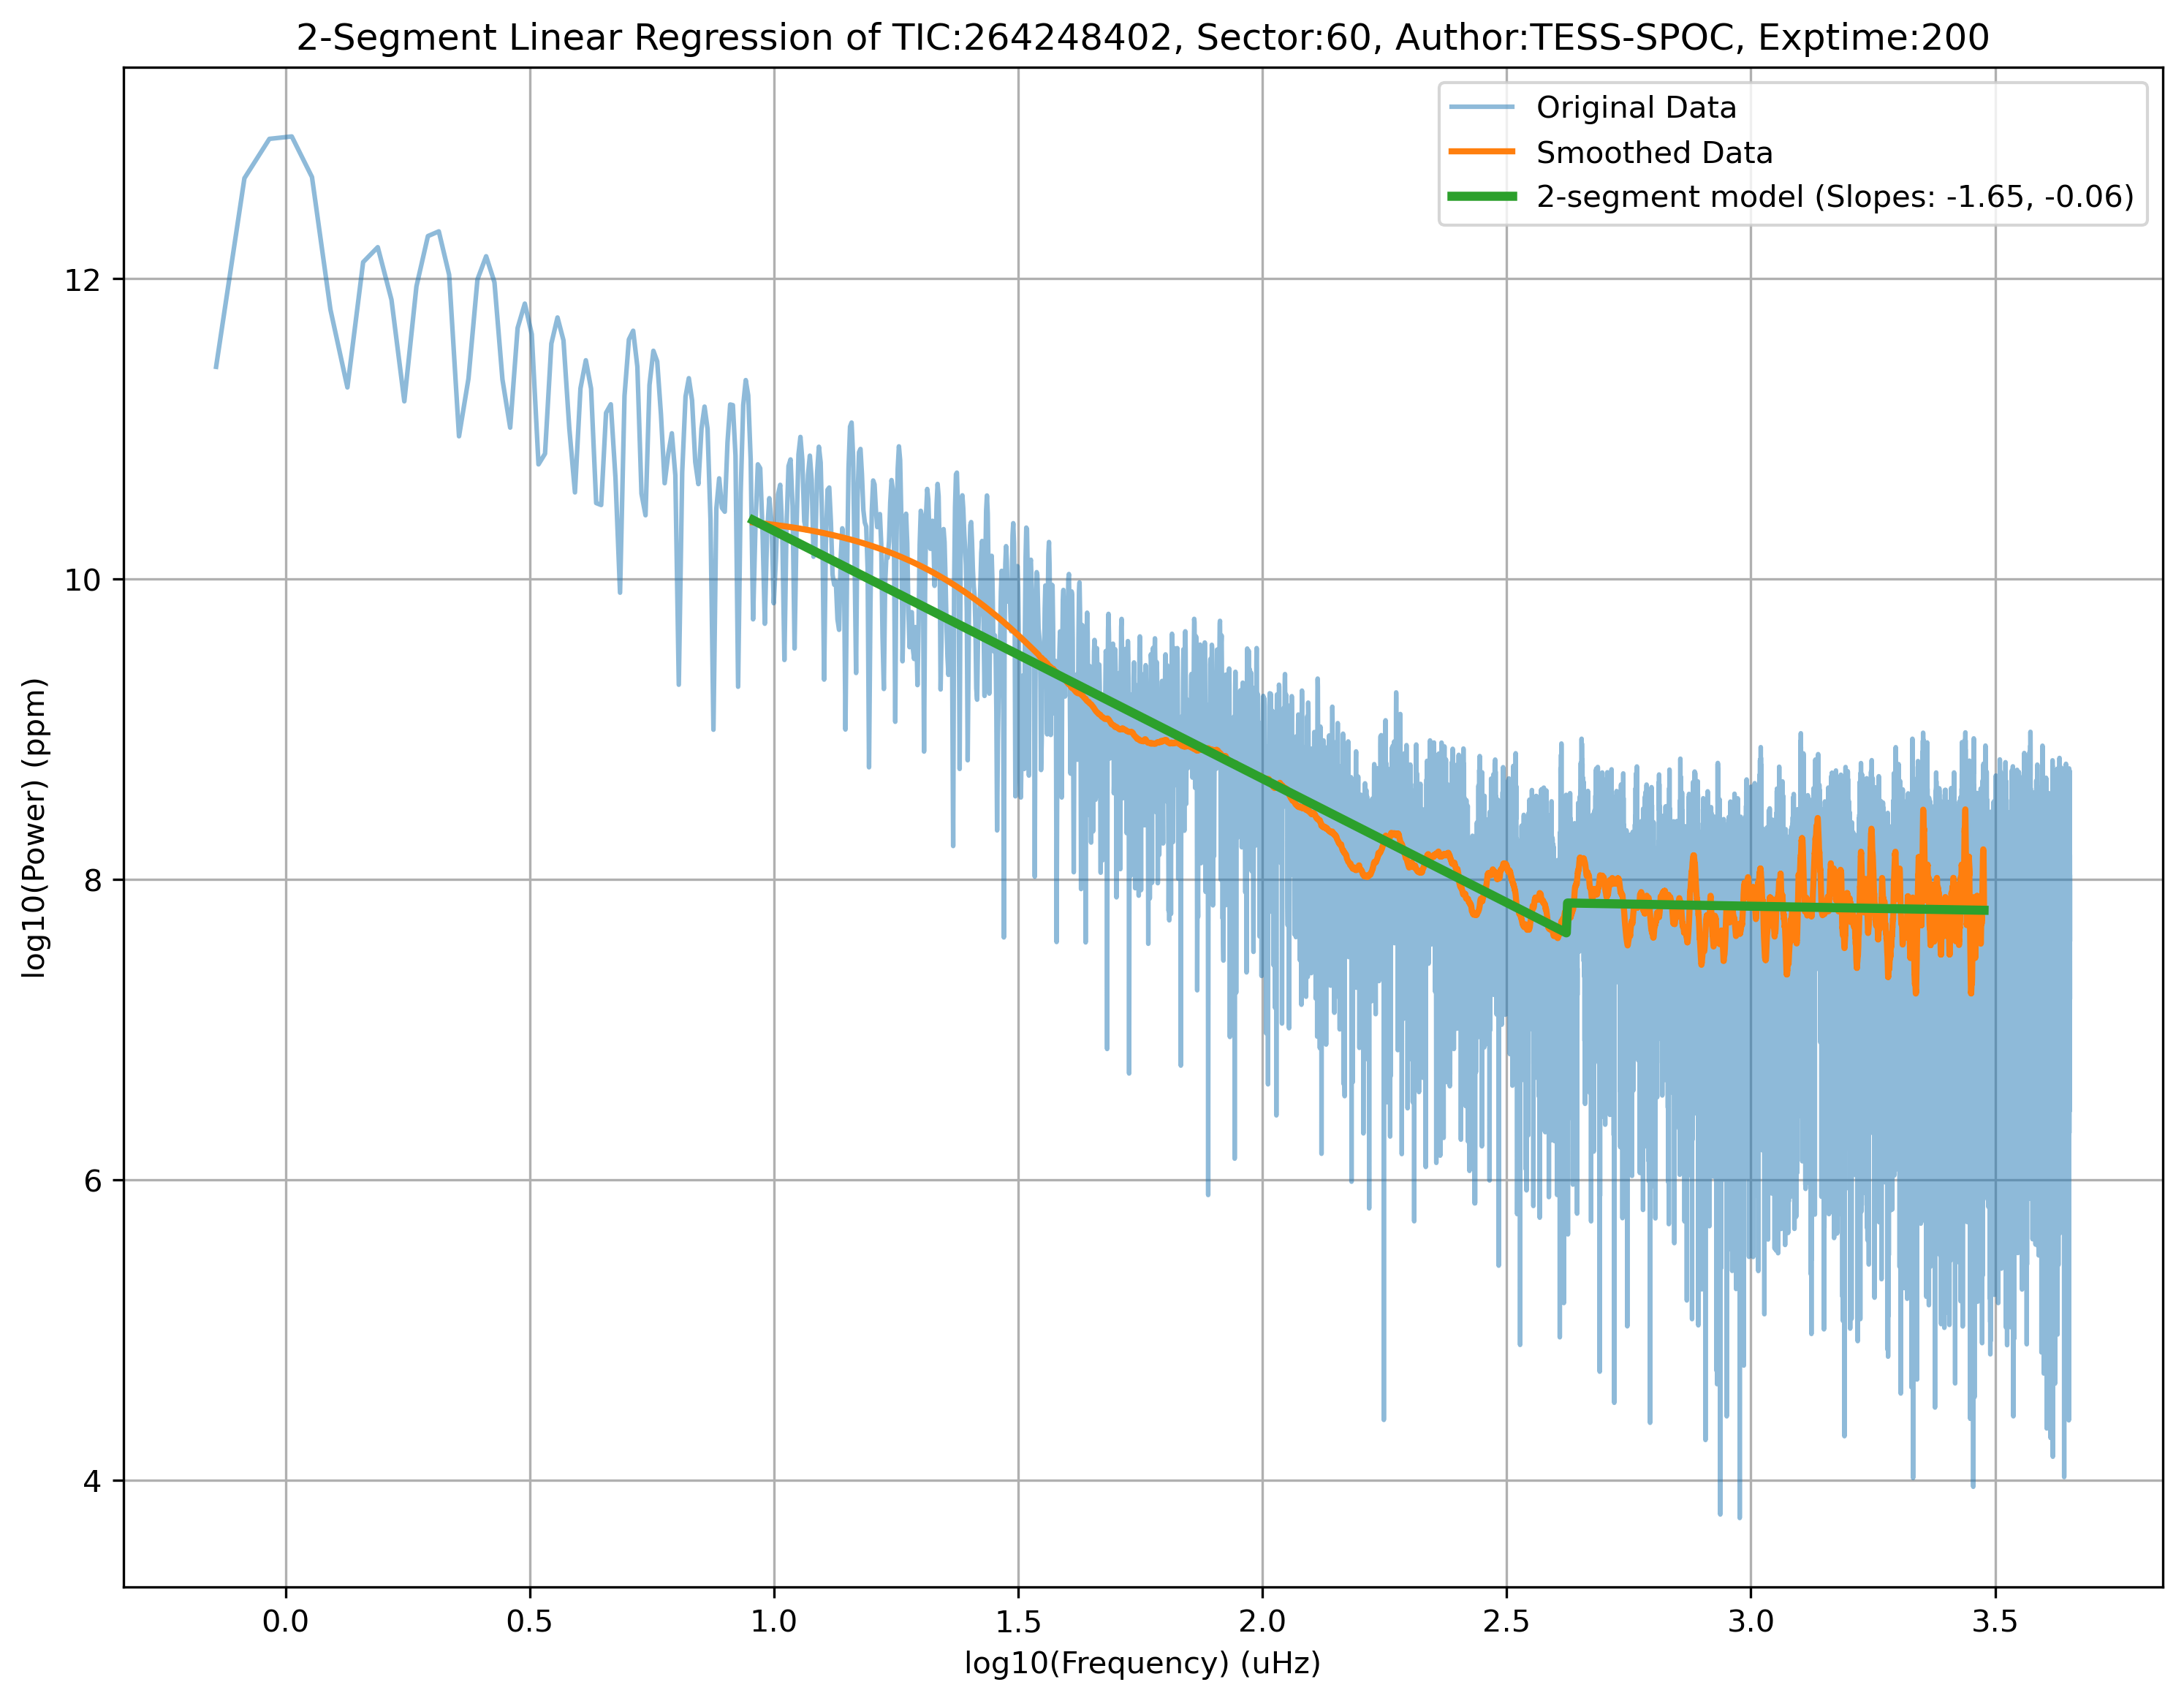 2-Segment Linear Regression of TIC:264248402, Sector:60, Author:TESS-SPOC, Exptime:200
Original Data
Smoothed Data
2-segment model (Slopes: -1.65, -0.06)
log10(Power) (ppm)
12
10
8
6
4
0.0 0.5 1.0 1.5 2.0 2.5 3.0 3.5
log10(Frequency) (uHz)